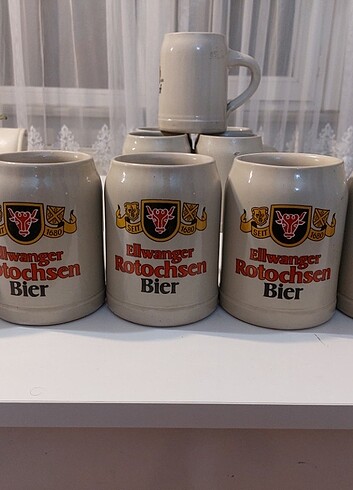 SEIT 1680
Ellwanger
Rotochsen
Bier
SEIT 1680
Ellwanger
Rotochsen
Bier
SEIT 1680
Ellwanger
Rotochsen
Bier